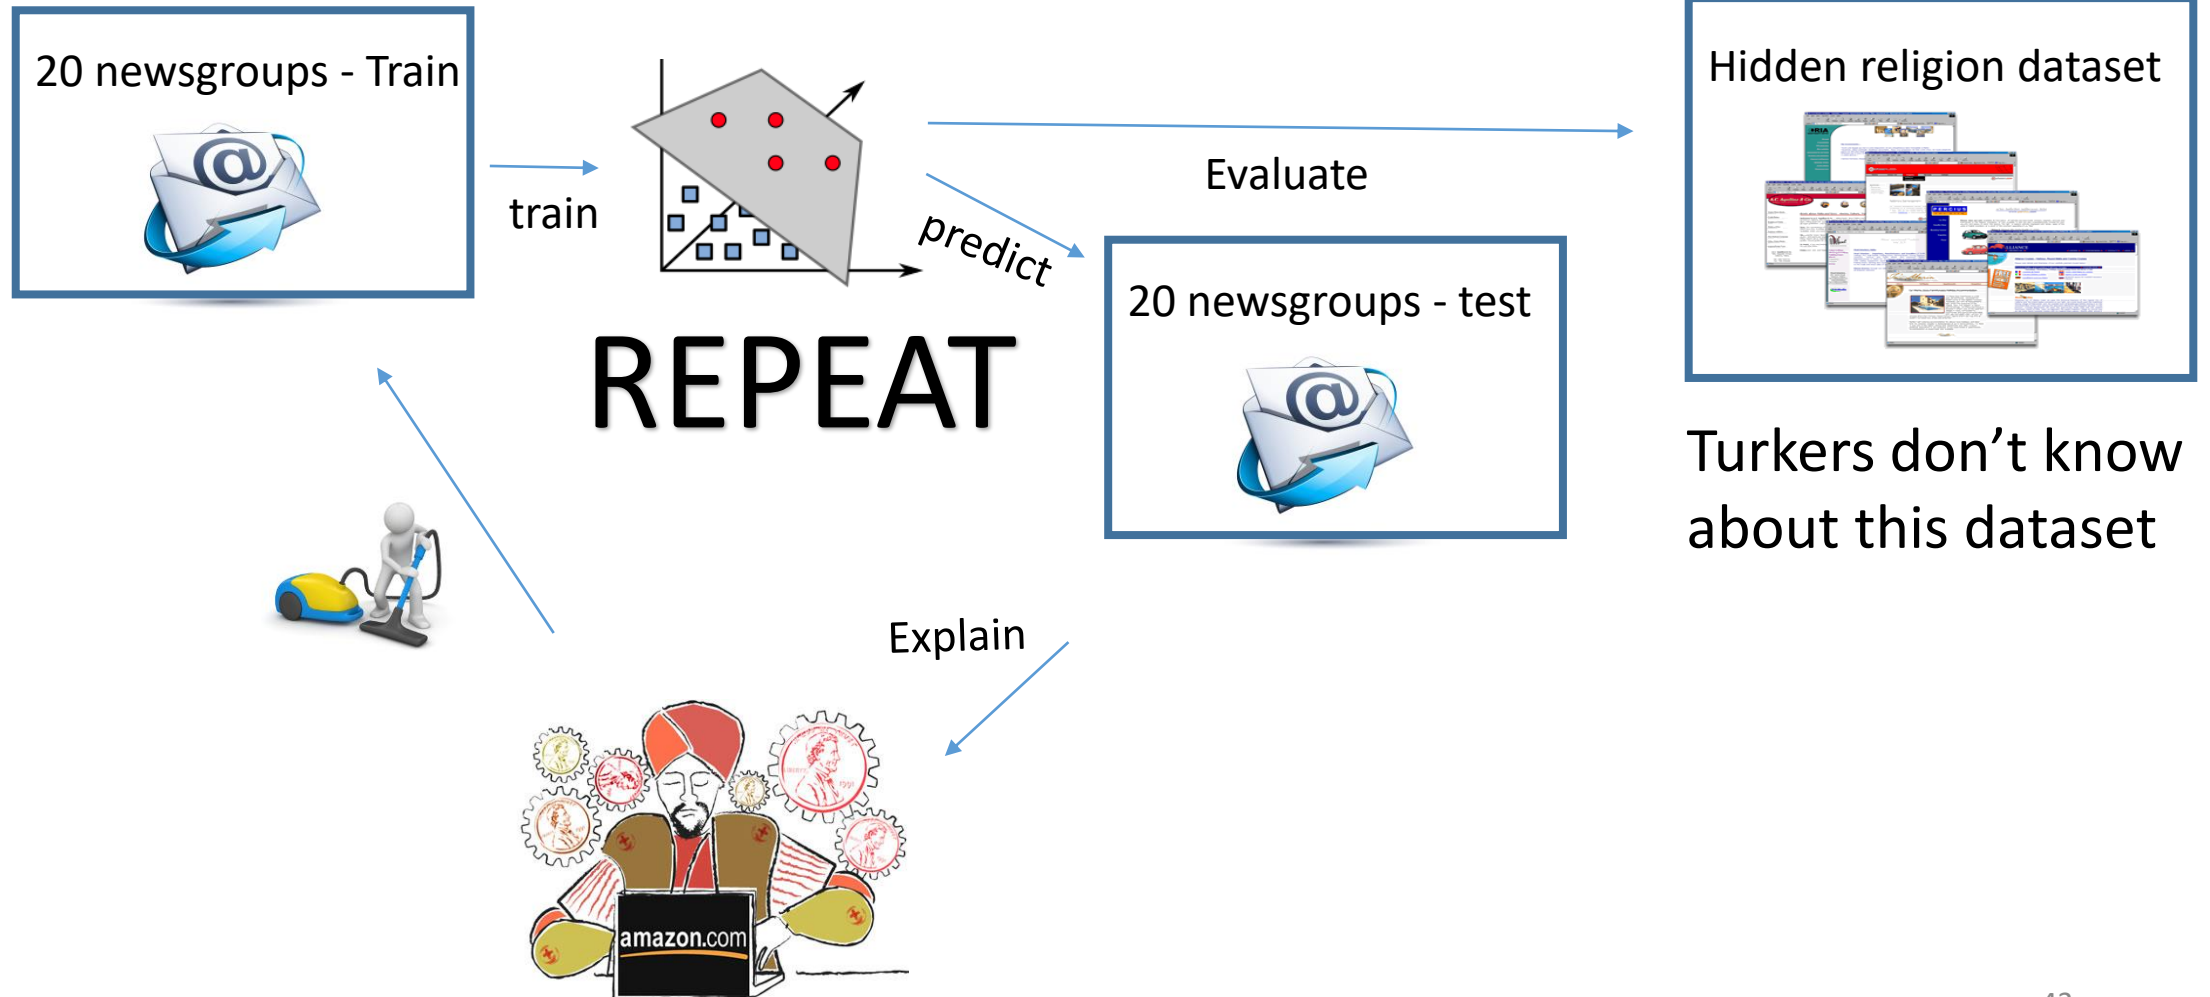 20 newsgroups - Train
train
REPEAT
predict
Evaluate
20 newsgroups - test
Hidden religion dataset
Turkers don’t know
about this dataset
Explain
amazon.com